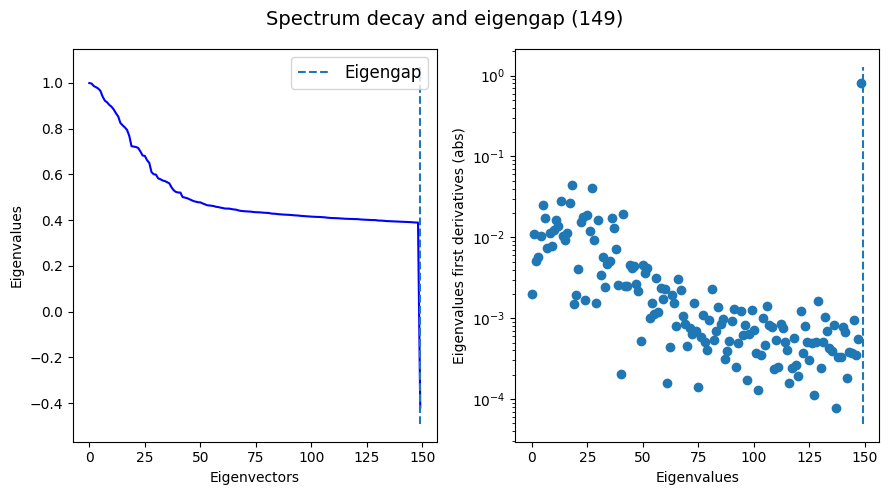 Spectrum decay and eigengap (149)
Eigenvalues
1.0
0.8
0.6
0.4
0.2
0.0
−0.2
−0.4
Eigengap
0 25 50 75 100 125 150
Eigenvectors
Eigenvalues first derivatives (abs)
10⁰
10⁻¹
10⁻²
10⁻³
10⁻⁴
0 25 50 75 100 125 150
Eigenvalues